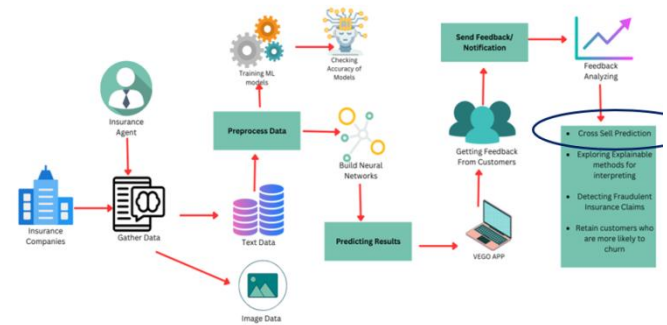 Insurance
Agent
Insurance
Companies
Gather Data
Training ML
models
Checking
Accuracy of
Models
Preprocess Data
Text Data
Image Data
Build Neural
Networks
Predicting Results
VEGO APP
Getting Feedback
From Customers
Send Feedback/
Notification
Feedback
Analyzing
• Cross Sell Prediction
• Exploring Explainable
methods for
interpreting
• Detecting Fraudulent
Insurance Claims
• Retain customers who
are more likely to
churn